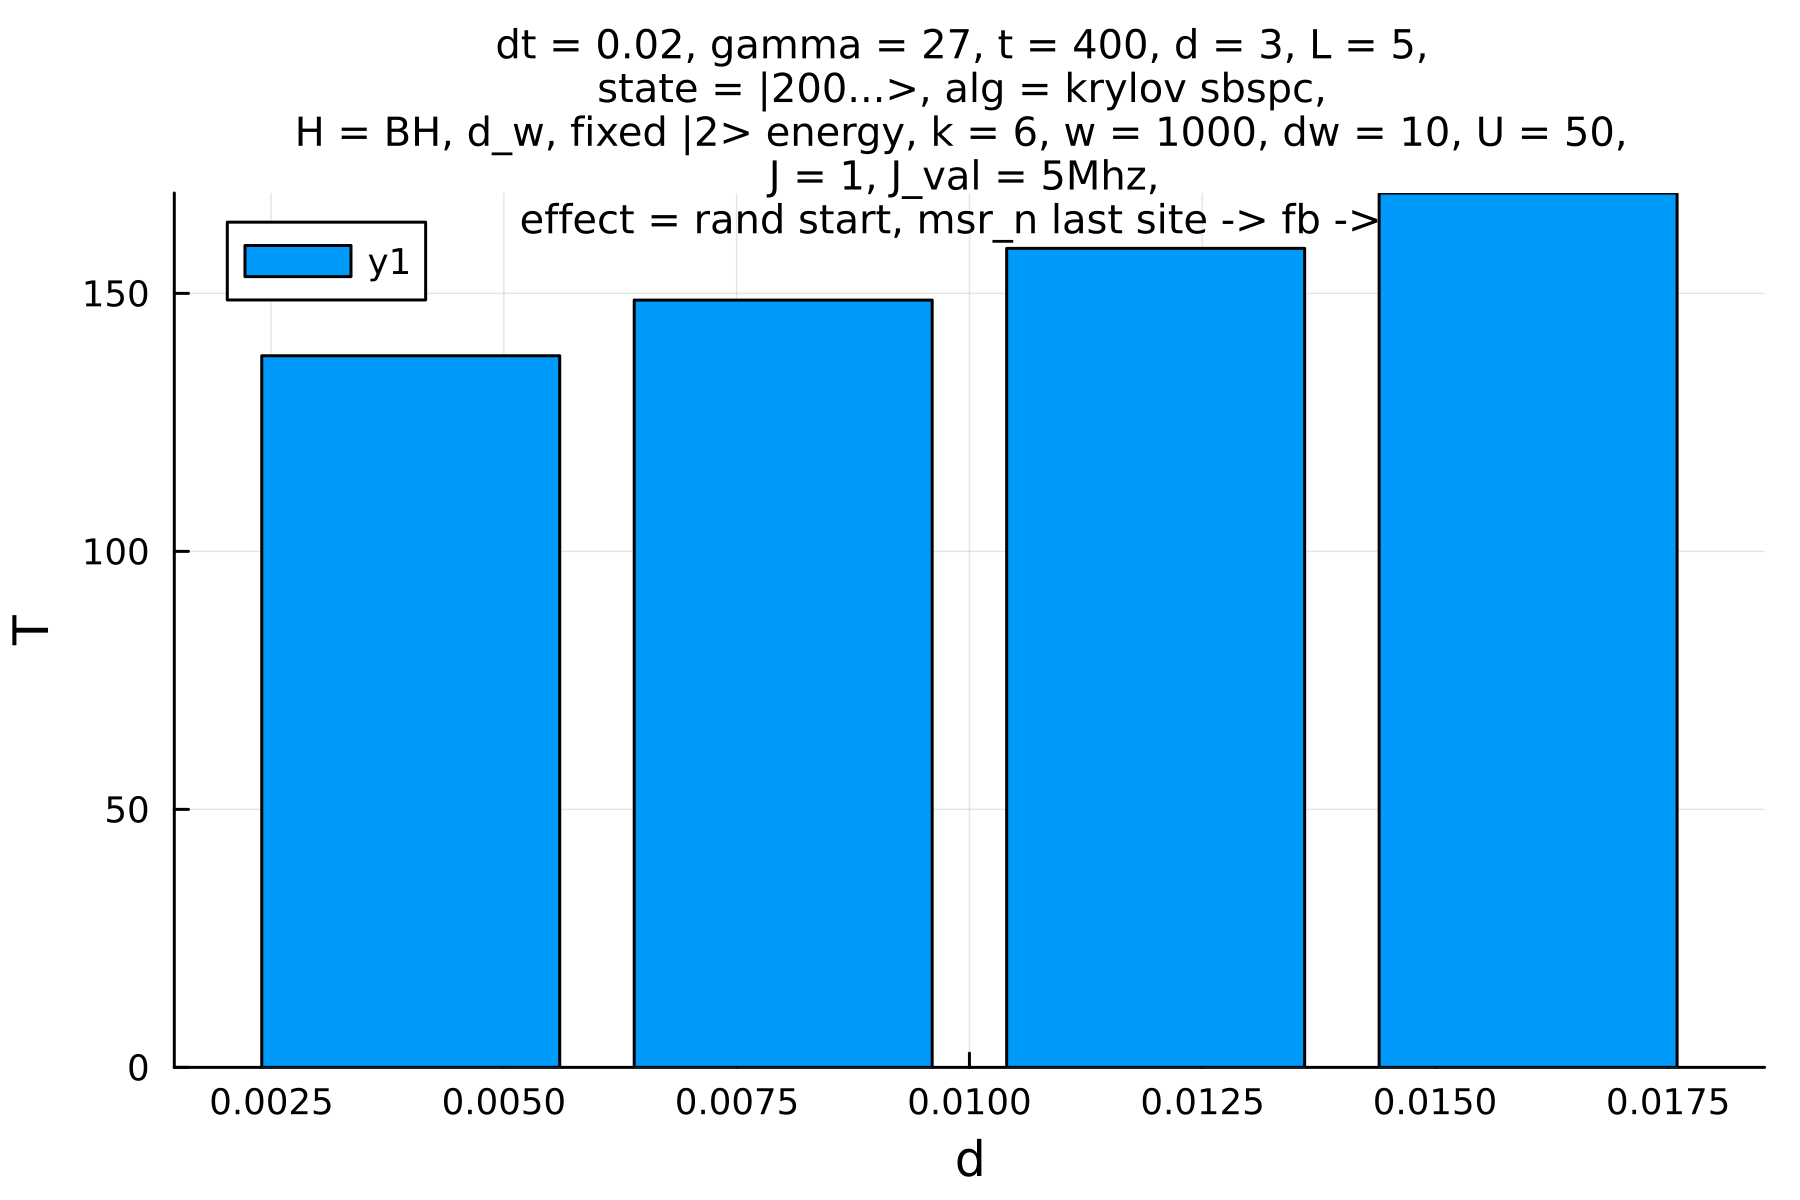 dt = 0.02, gamma = 27, t = 400, d = 3, L = 5,
state = |200...>, alg = krylov sbspc,
H = BH, d_w, fixed |2> energy, k = 6, w = 1000, dw = 10, U = 50,
J = 1, J_val = 5Mhz,
effect = rand start, msr_n last site -> fb ->
y1
150
100
50
0
T
0.0025 0.0050 0.0075 0.0100 0.0125 0.0150 0.0175
d